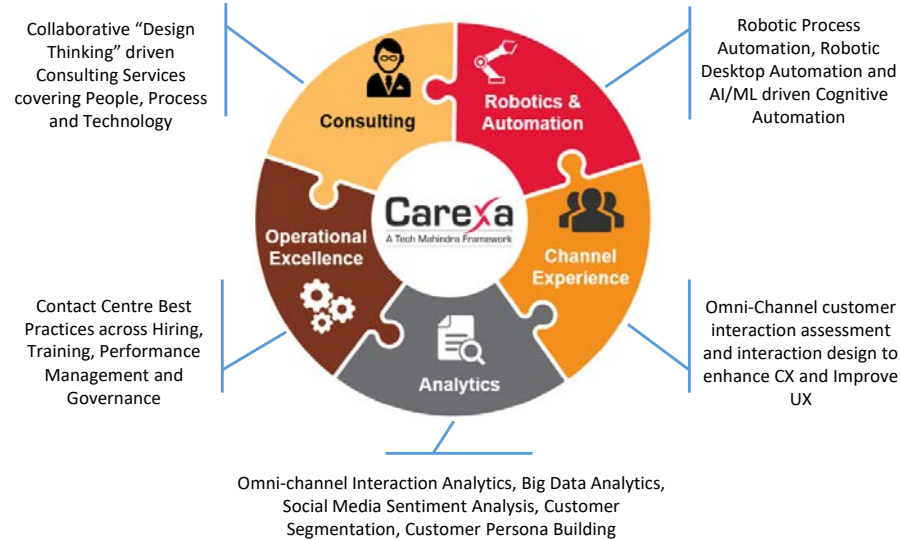 Collaborative “Design
Thinking” driven
Consulting Services
covering People, Process
and Technology
Robotic Process
Automation, Robotic
Desktop Automation and
AI/ML driven Cognitive
Automation
Consulting
Robotics &
Automation
Carexa
A Tech Mahindra Framework
Operational
Excellence
Channel
Experience
Analytics
Contact Centre Best
Practices across Hiring,
Training, Performance
Management and
Governance
Omni-Channel customer
interaction assessment
and interaction design to
enhance CX and Improve
UX
Omni-channel Interaction Analytics, Big Data Analytics,
Social Media Sentiment Analysis, Customer
Segmentation, Customer Persona Building